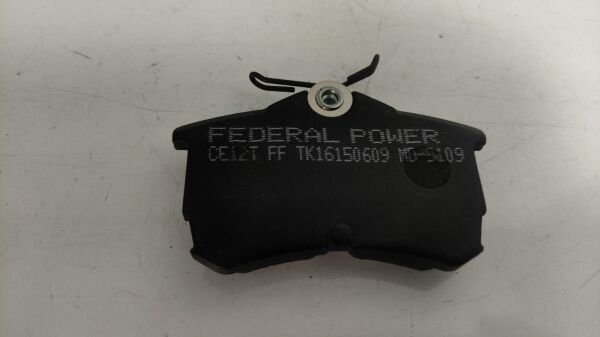 FEDERAL POWER
CE12T FF TK16150609 MD-5109